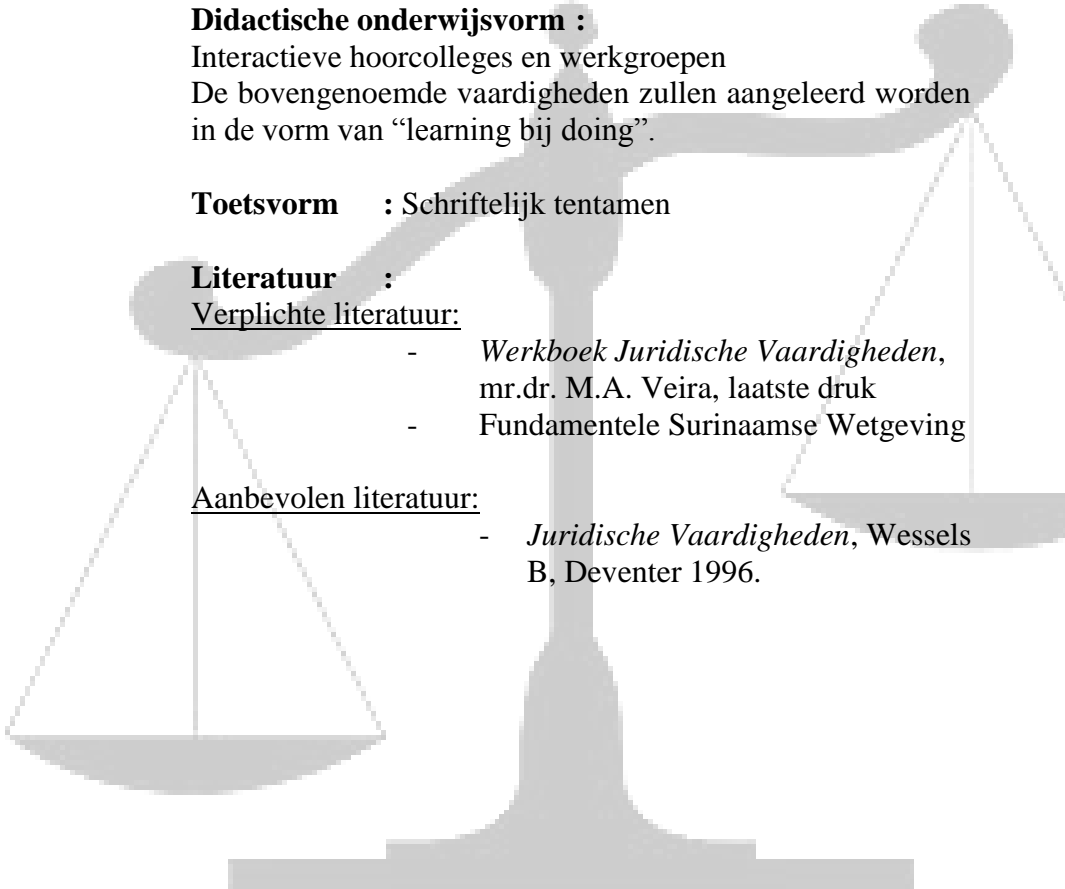 Didactische onderwijsvorm :
Interactieve hoorcolleges en werkgroepen
De bovengenoemde vaardigheden zullen aangeleerd worden
in de vorm van “learning bij doing”.
Toetsvorm : Schriftelijk tentamen
Literatuur :
Verplichte literatuur:
- Werkboek Juridische Vaardigheden,
mr.dr. M.A. Veira, laatste druk
- Fundamentele Surinaamse Wetgeving
Aanbevolen literatuur:
- Juridische Vaardigheden, Wessels
B, Deventer 1996.